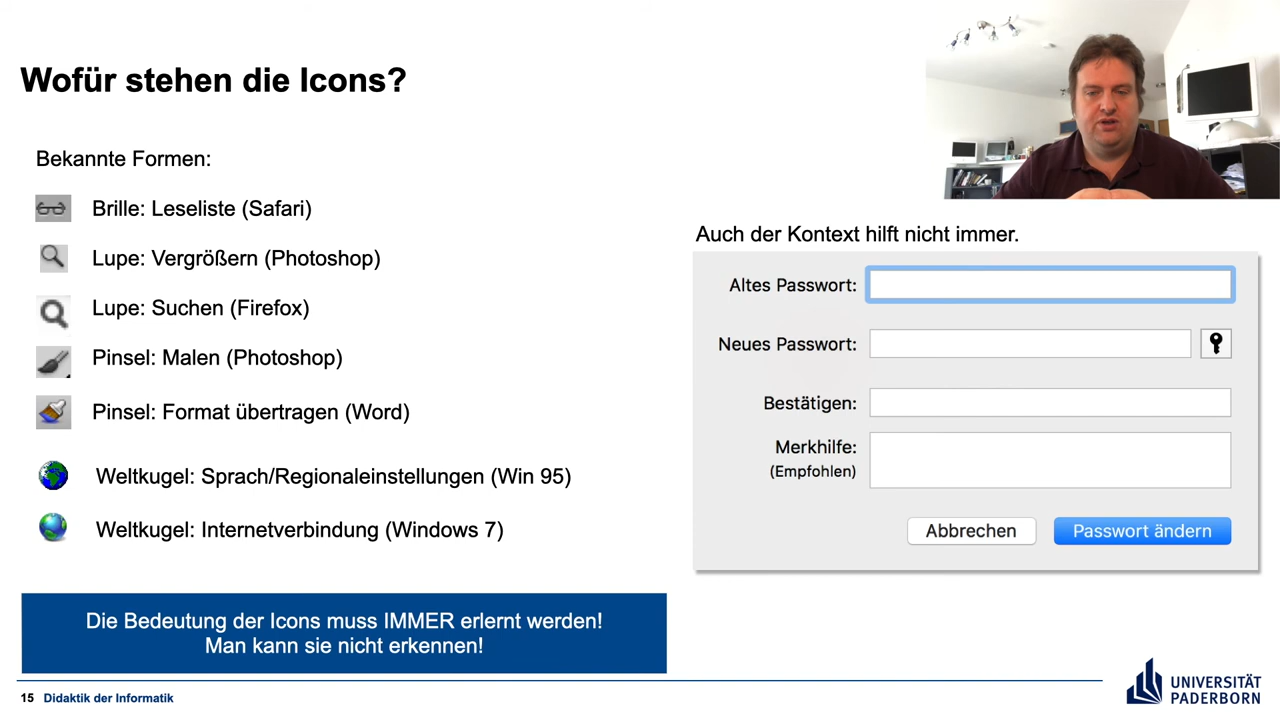 Wofür stehen die Icons?
Bekannte Formen:
Brille: Leseliste (Safari)
Lupe: Vergrößern (Photoshop)
Lupe: Suchen (Firefox)
Pinsel: Malen (Photoshop)
Pinsel: Format übertragen (Word)
Weltkugel: Sprach/Regionaleinstellungen (Win 95)
Weltkugel: Internetverbindung (Windows 7)
Die Bedeutung der Icons muss IMMER erlernt werden!
Man kann sie nicht erkennen!
Auch der Kontext hilft nicht immer.
Altes Passwort:
Neues Passwort:
Bestätigen:
Merkhilfe:
(Empfohlen)
Abbrechen
Passwort ändern
15 Didaktik der Informatik
UNIVERSITÄT
PADERBORN